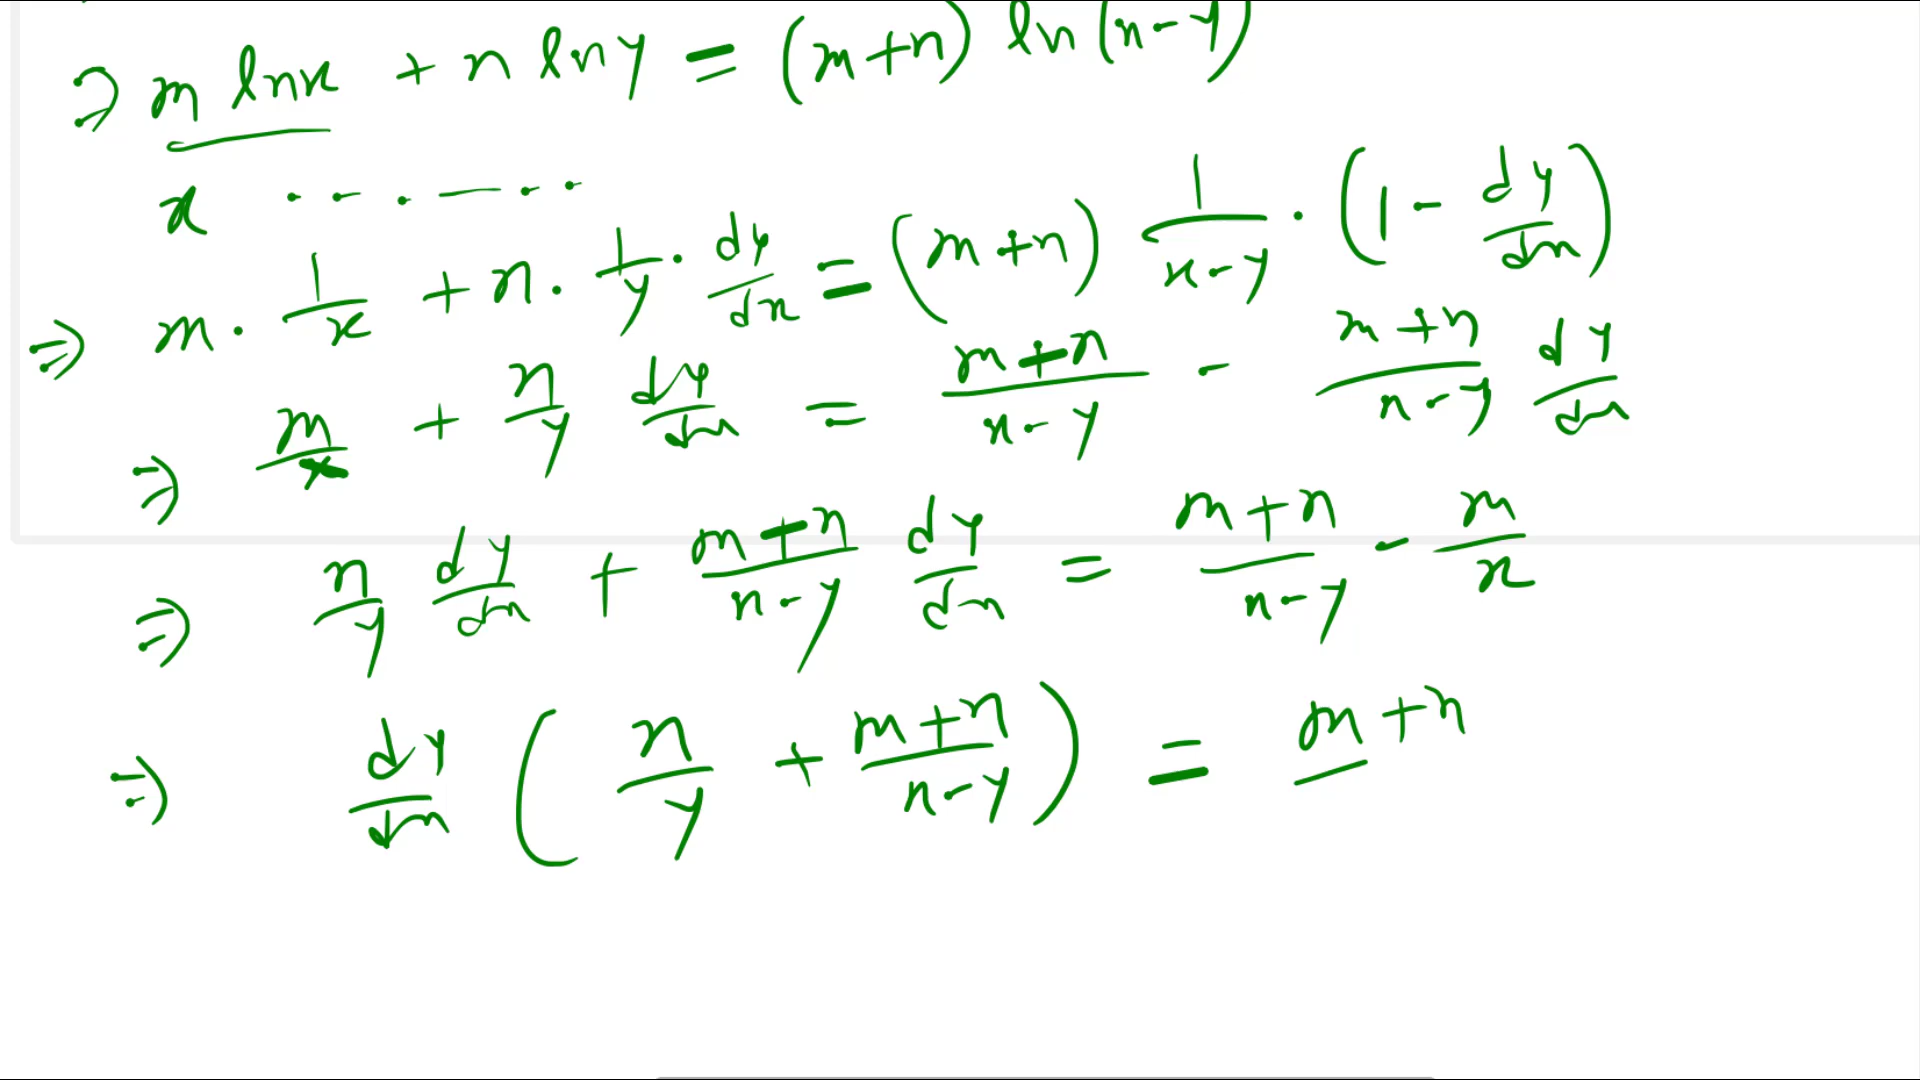 ⇒ m ln x + n ln y = (m+n) ln (x-y)
x .. . — ..
⇒ m · 1/x + n · 1/y · dy/dx = (m+n) 1/(x-y) · (1 - dy/dx)
⇒ m/x + n/y dy/dx = (m+n)/(x-y) - (m+n)/(x-y) dy/dx
⇒ n/y dy/dx + (m+n)/(x-y) dy/dx = (m+n)/(x-y) - m/x
⇒ dy/dx ( n/y + (m+n)/(x-y) ) = m+n